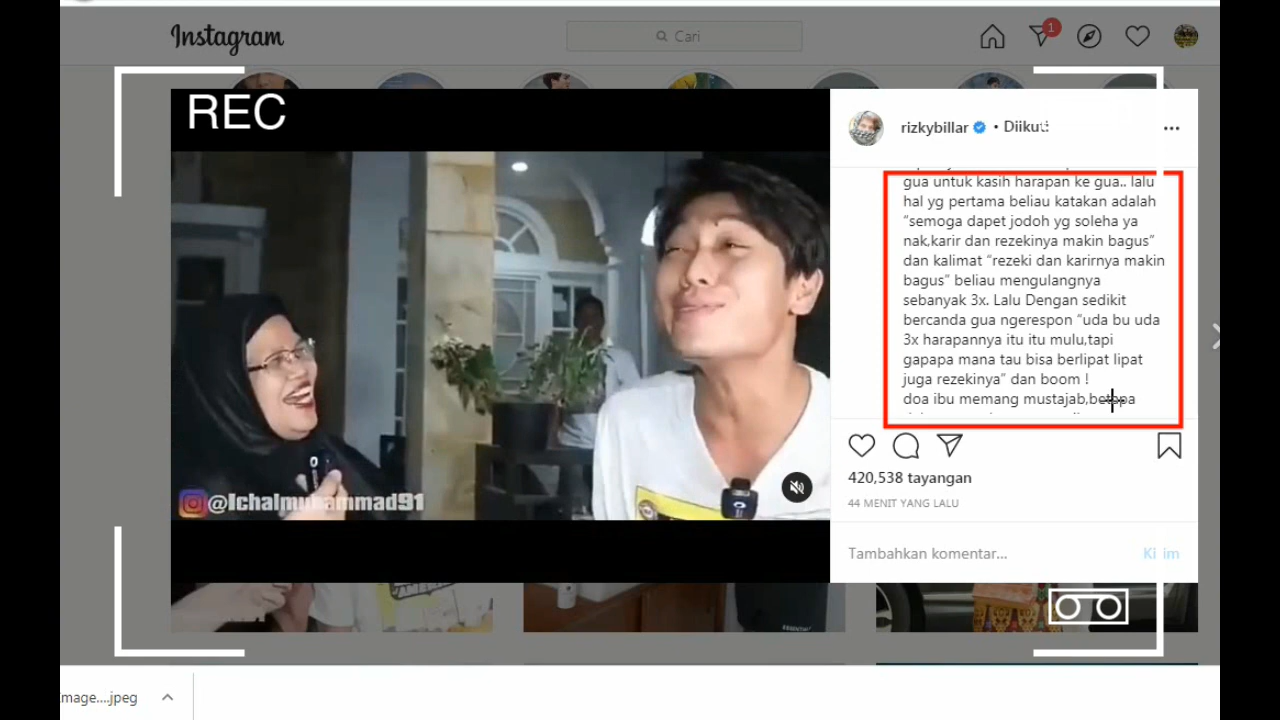 Instagram
Cari
1
REC
rizkybillar • Diikuti
gua untuk kasih harapan ke gua.. lalu
hal yg pertama beliau katakan adalah
“semoga dapet jodoh yg soleha ya
nak,karir dan rezekinya makin bagus”
dan kalimat “rezeki dan karirnya makin
bagus” beliau mengulangnya
sebanyak 3x. Lalu Dengan sedikit
bercanda gua ngerespon “uda bu uda
3x harapannya itu itu mulu,tapi
gapapa mana tau bisa berlipat lipat
juga rezekinya” dan boom !
doa ibu memang mustajab,betapa
@Ichalmuhammad91
420,538 tayangan
44 MENIT YANG LALU
Tambahkan komentar...
Kirim
mage....jpeg